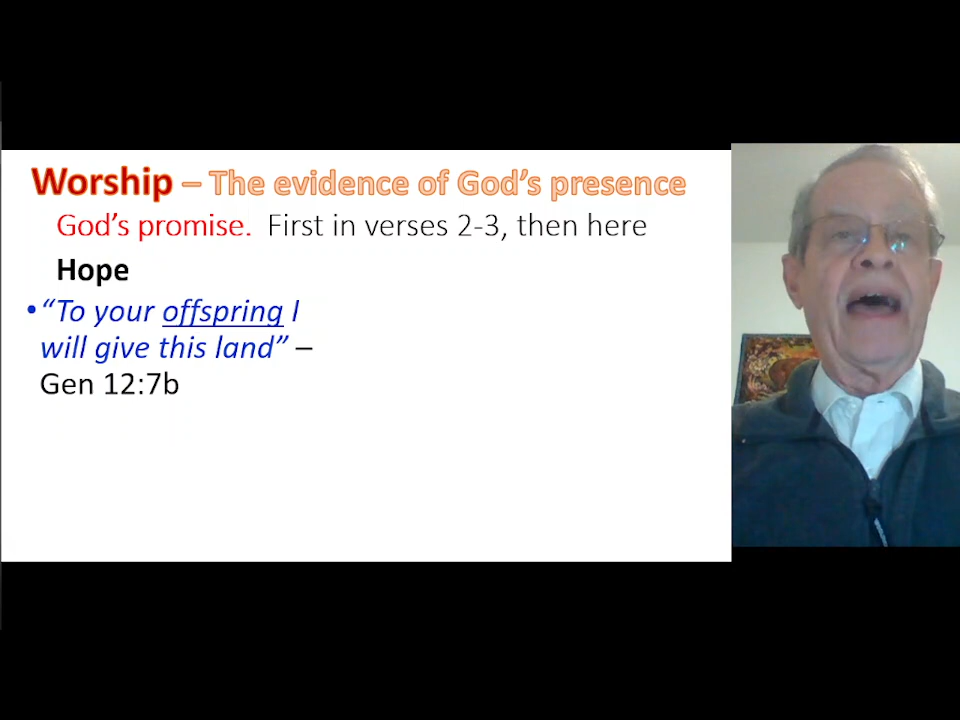 Worship – The evidence of God’s presence
God’s promise.  First in verses 2-3, then here
Hope
•“To your offspring I
will give this land” –
Gen 12:7b